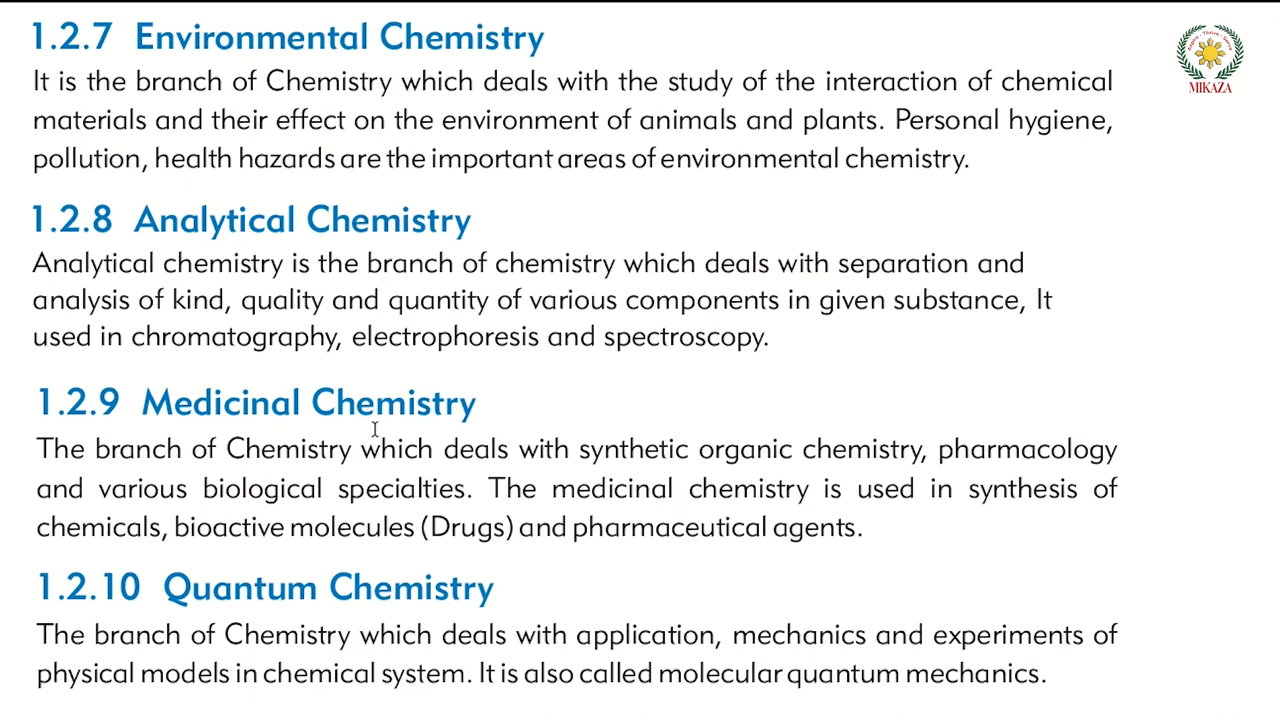 1.2.7 Environmental Chemistry
It is the branch of Chemistry which deals with the study of the interaction of chemical
materials and their effect on the environment of animals and plants. Personal hygiene,
pollution, health hazards are the important areas of environmental chemistry.
1.2.8 Analytical Chemistry
Analytical chemistry is the branch of chemistry which deals with separation and
analysis of kind, quality and quantity of various components in given substance, It
used in chromatography, electrophoresis and spectroscopy.
1.2.9 Medicinal Chemistry
The branch of Chemistry which deals with synthetic organic chemistry, pharmacology
and various biological specialties. The medicinal chemistry is used in synthesis of
chemicals, bioactive molecules (Drugs) and pharmaceutical agents.
1.2.10 Quantum Chemistry
The branch of Chemistry which deals with application, mechanics and experiments of
physical models in chemical system. It is also called molecular quantum mechanics.
MIKAZA